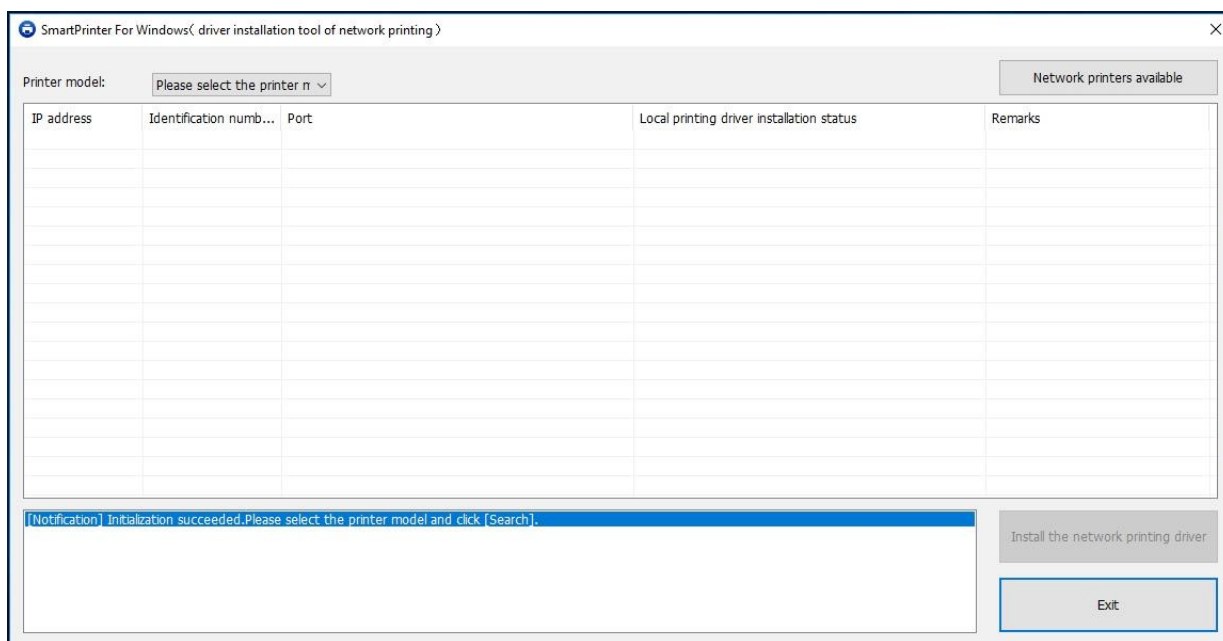 SmartPrinter For Windows( driver installation tool of network printing )
Printer model:
Please select the printer n
Network printers available
IP address
Identification numb...
Port
Local printing driver installation status
Remarks
[Notification] Initialization succeeded.Please select the printer model and click [Search].
Install the network printing driver
Exit